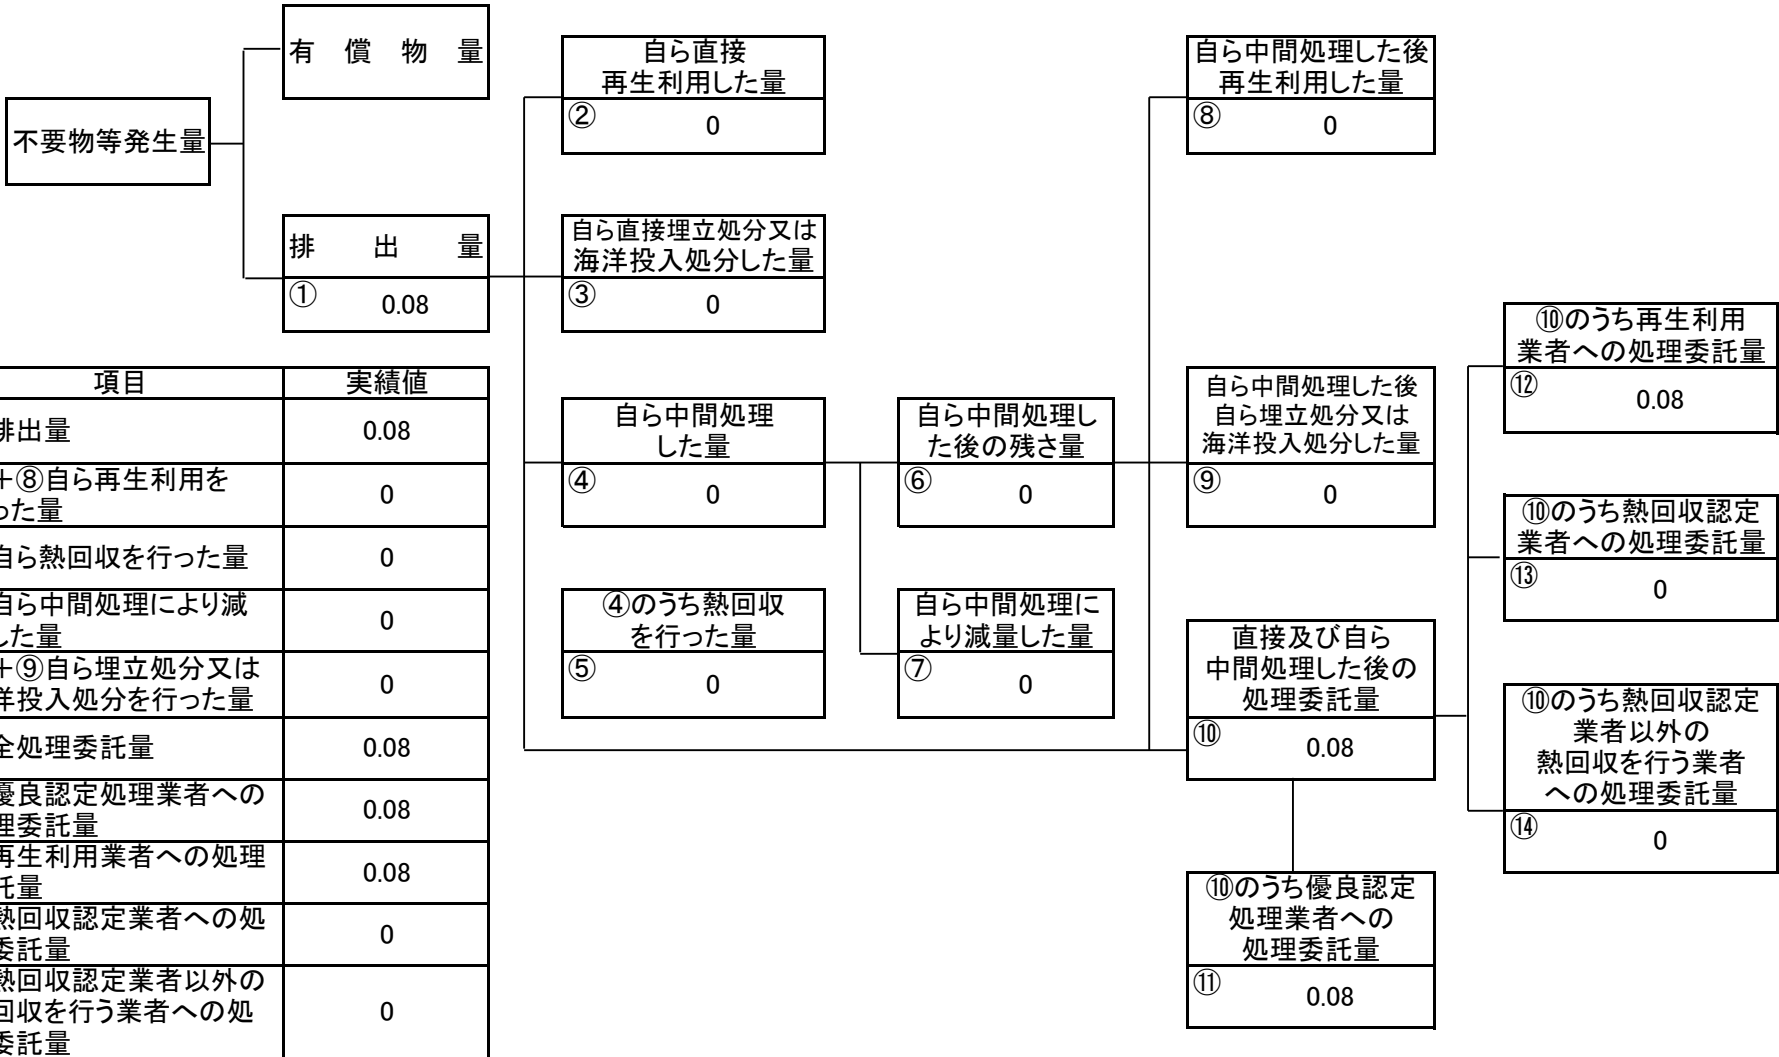 有 償 物 量
不要物等発生量
排 出 量
① 0.08
自ら直接
再生利用した量
② 0
自ら直接埋立処分又は
海洋投入処分した量
③ 0
自ら中間処理
した量
④ 0
④のうち熱回収
を行った量
⑤ 0
自ら中間処理し
た後の残さ量
⑥ 0
自ら中間処理に
より減量した量
⑦ 0
自ら中間処理した後
再生利用した量
⑧ 0
自ら中間処理した後
自ら埋立処分又は
海洋投入処分した量
⑨ 0
直接及び自ら
中間処理した後の
処理委託量
⑩ 0.08
⑩のうち優良認定
処理業者への
処理委託量
⑪ 0.08
⑩のうち再生利用
業者への処理委託量
⑫ 0.08
⑩のうち熱回収認定
業者への処理委託量
⑬ 0
⑩のうち熱回収認定
業者以外の
熱回収を行う業者
への処理委託量
⑭ 0
項目 実績値
排出量 0.08
+⑧自ら再生利用を
った量 0
自ら熱回収を行った量 0
自ら中間処理により減
した量 0
+⑨自ら埋立処分又は
洋投入処分を行った量 0
全処理委託量 0.08
優良認定処理業者への
理委託量 0.08
再生利用業者への処理
託量 0.08
熱回収認定業者への処
委託量 0
熱回収認定業者以外の
回収を行う業者への処
委託量 0